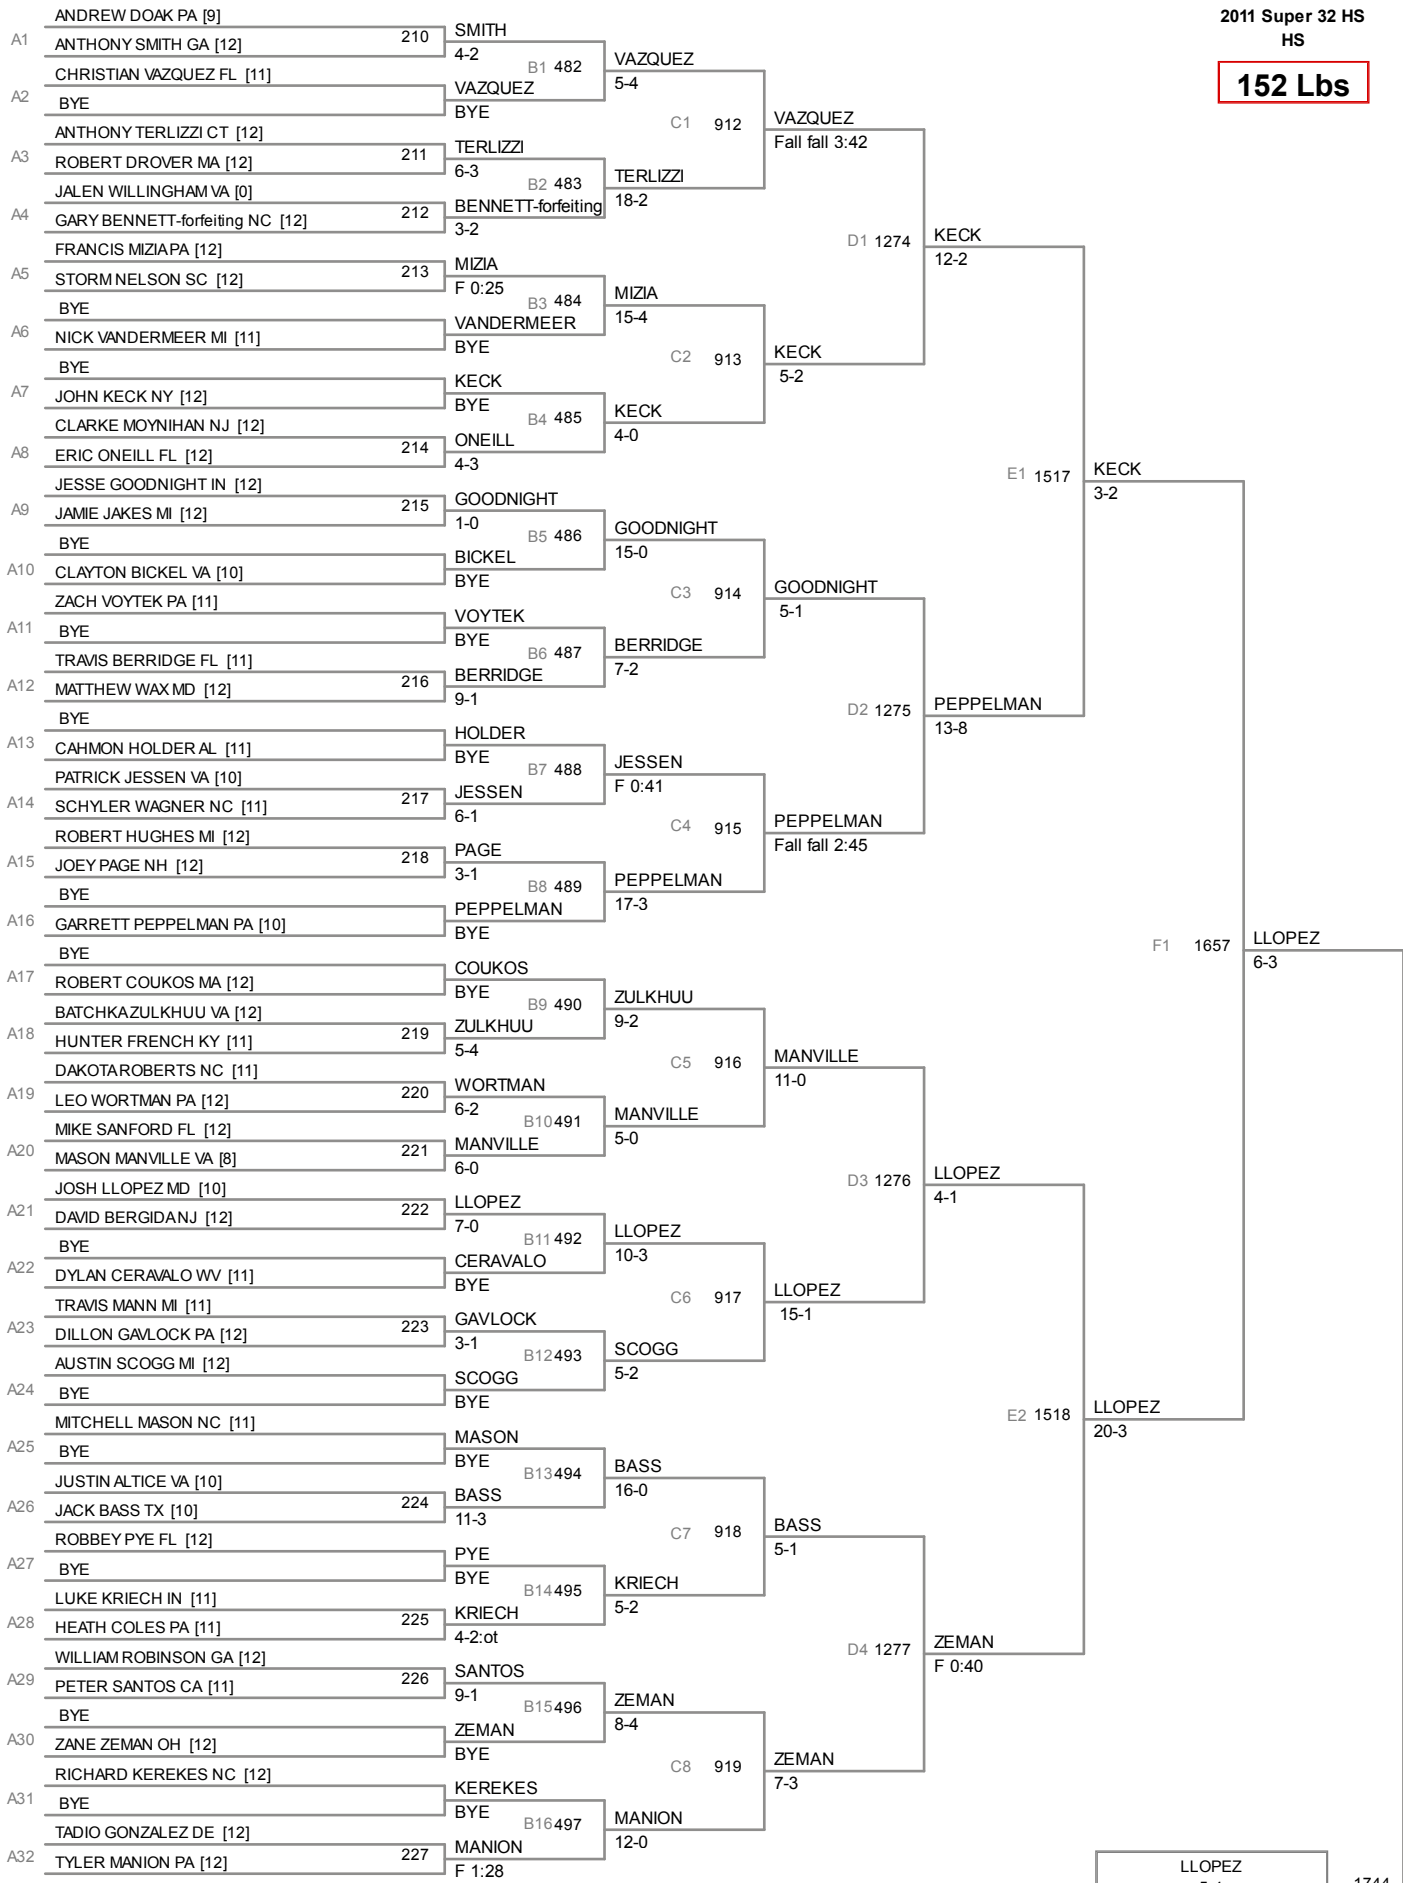 2011 Super 32 HS
HS
152 Lbs
A1
ANDREW DOAK PA [9]
ANTHONY SMITH GA [12]
210
A2
CHRISTIAN VAZQUEZ FL [11]
BYE
A3
ANTHONY TERLIZZI CT [12]
ROBERT DROVER MA [12]
211
A4
JALEN WILLINGHAM VA [0]
GARY BENNETT-forfeiting NC [12]
212
A5
FRANCIS MIZIA PA [12]
STORM NELSON SC [12]
213
A6
BYE
NICK VANDERMEER MI [11]
A7
BYE
JOHN KECK NY [12]
A8
CLARKE MOYNIHAN NJ [12]
ERIC ONEILL FL [12]
214
A9
JESSE GOODNIGHT IN [12]
JAMIE JAKES MI [12]
215
A10
BYE
CLAYTON BICKEL VA [10]
A11
ZACH VOYTEK PA [11]
BYE
A12
TRAVIS BERRIDGE FL [11]
MATTHEW WAX MD [12]
216
A13
BYE
CAHMON HOLDER AL [11]
A14
PATRICK JESSEN VA [10]
SCHYLER WAGNER NC [11]
217
A15
ROBERT HUGHES MI [12]
JOEY PAGE NH [12]
218
A16
BYE
GARRETT PEPPELMAN PA [10]
A17
BYE
ROBERT COUKOS MA [12]
A18
BATCHKA ZULKHUU VA [12]
HUNTER FRENCH KY [11]
219
A19
DAKOTA ROBERTS NC [11]
LEO WORTMAN PA [12]
220
A20
MIKE SANFORD FL [12]
MASON MANVILLE VA [8]
221
A21
JOSH LLOPEZ MD [10]
DAVID BERGIDA NJ [12]
222
A22
BYE
DYLAN CERAVALO WV [11]
A23
TRAVIS MANN MI [11]
DILLON GAVLOCK PA [12]
223
A24
AUSTIN SCOGG MI [12]
BYE
A25
MITCHELL MASON NC [11]
BYE
A26
JUSTIN ALTICE VA [10]
JACK BASS TX [10]
224
A27
ROBBEY PYE FL [12]
BYE
A28
LUKE KRIECH IN [11]
HEATH COLES PA [11]
225
A29
WILLIAM ROBINSON GA [12]
PETER SANTOS CA [11]
226
A30
BYE
ZANE ZEMAN OH [12]
A31
RICHARD KEREKES NC [12]
BYE
A32
TADIO GONZALEZ DE [12]
TYLER MANION PA [12]
227
SMITH
4-2
B1 482
VAZQUEZ
BYE
TERLIZZI
6-3
B2 483
BENNETT-forfeiting
3-2
MIZIA
F 0:25
B3 484
VANDERMEER
BYE
KECK
BYE
B4 485
ONEILL
4-3
GOODNIGHT
1-0
B5 486
BICKEL
BYE
VOYTEK
BYE
B6 487
BERRIDGE
9-1
HOLDER
BYE
B7 488
JESSEN
6-1
PAGE
3-1
B8 489
PEPPELMAN
BYE
COUKOS
BYE
B9 490
ZULKHUU
5-4
WORTMAN
6-2
B10 491
MANVILLE
6-0
LLOPEZ
7-0
B11 492
CERAVALO
BYE
GAVLOCK
3-1
B12 493
SCOGG
BYE
MASON
BYE
B13 494
BASS
11-3
PYE
BYE
B14 495
KRIECH
4-2:ot
SANTOS
9-1
B15 496
ZEMAN
BYE
KEREKES
BYE
B16 497
MANION
F 1:28
VAZQUEZ
5-4
C1 912
TERLIZZI
18-2
MIZIA
15-4
C2 913
KECK
4-0
GOODNIGHT
15-0
C3 914
BERRIDGE
7-2
JESSEN
F 0:41
C4 915
PEPPELMAN
17-3
ZULKHUU
9-2
C5 916
MANVILLE
5-0
LLOPEZ
10-3
C6 917
SCOGG
5-2
BASS
16-0
C7 918
KRIECH
5-2
ZEMAN
8-4
C8 919
MANION
12-0
VAZQUEZ
Fall fall 3:42
D1 1274
KECK
5-2
GOODNIGHT
5-1
D2 1275
PEPPELMAN
Fall fall 2:45
MANVILLE
11-0
D3 1276
LLOPEZ
15-1
BASS
5-1
D4 1277
ZEMAN
7-3
KECK
12-2
E1 1517
PEPPELMAN
13-8
LLOPEZ
4-1
E2 1518
ZEMAN
F 0:40
KECK
3-2
F1 1657
LLOPEZ
20-3
LLOPEZ
6-3
LLOPEZ